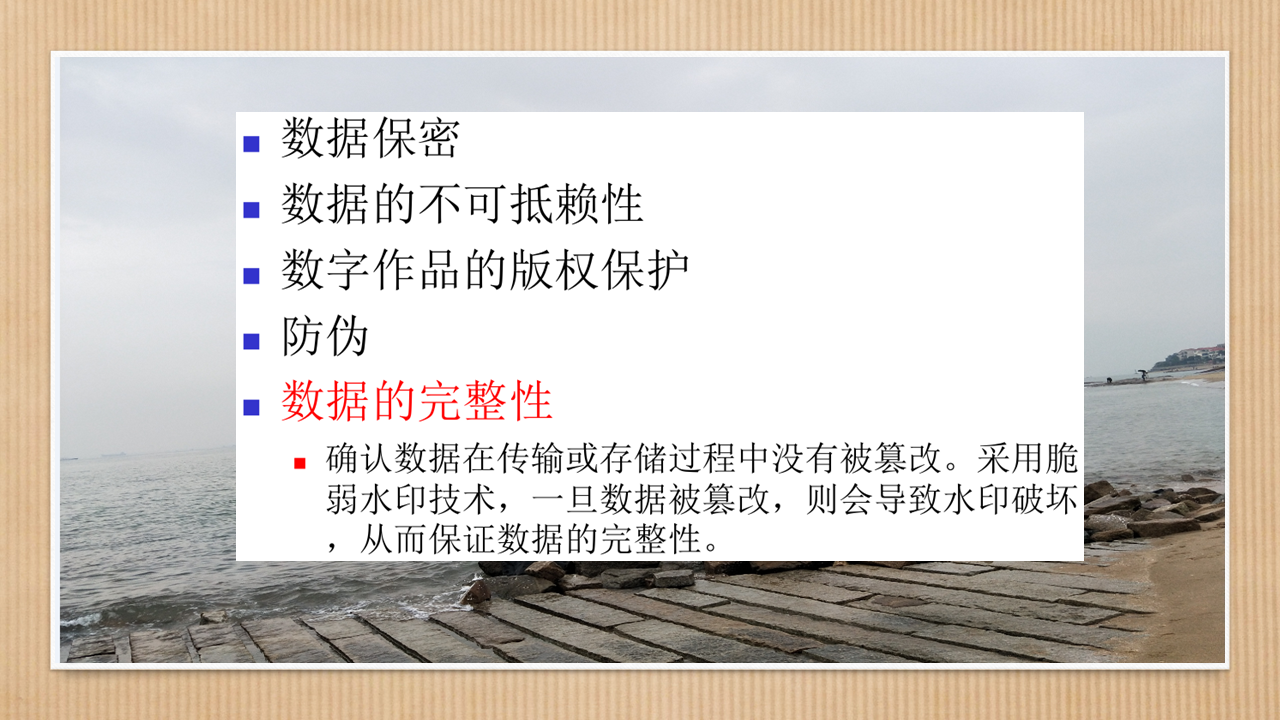 数据保密
数据的不可抵赖性
数字作品的版权保护
防伪
数据的完整性
确认数据在传输或存储过程中没有被篡改。采用脆
弱水印技术，一旦数据被篡改，则会导致水印破坏
，从而保证数据的完整性。